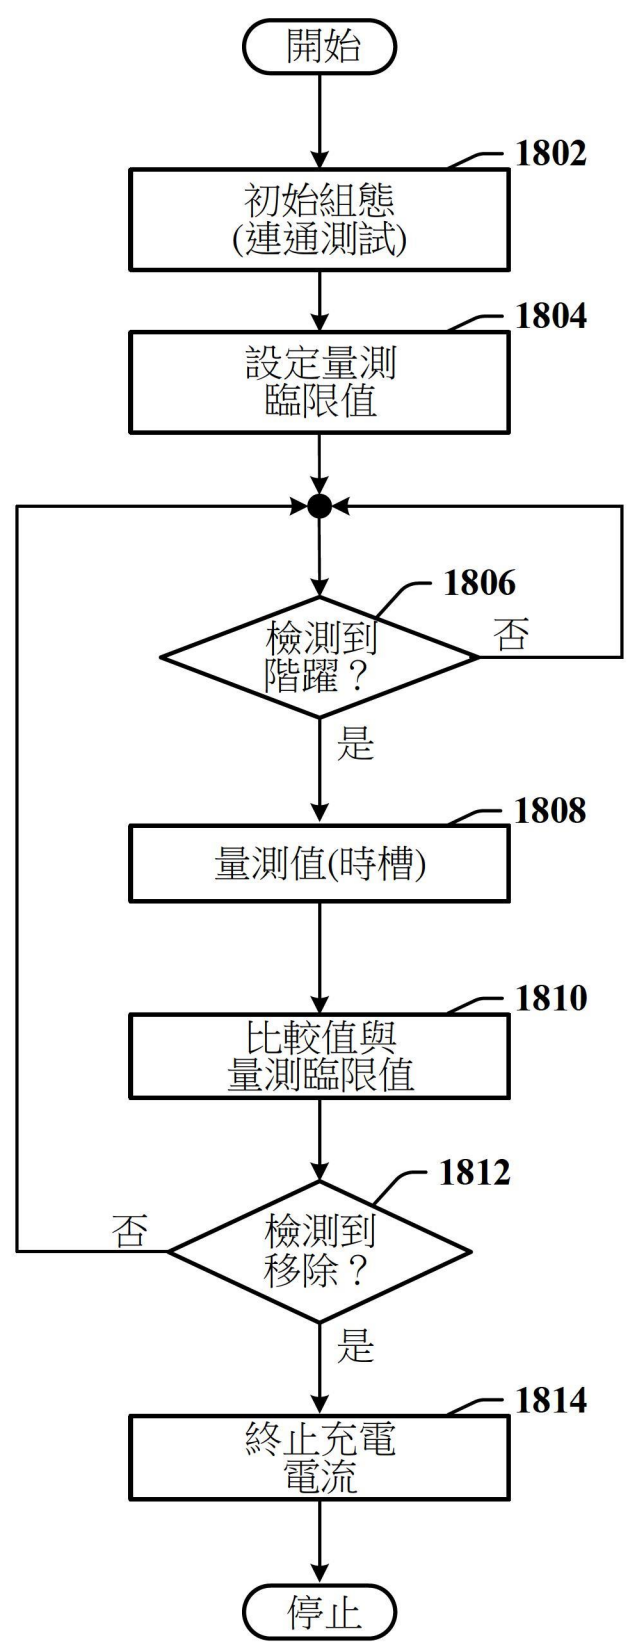 開始
1802
初始組態
(連通測試)
1804
設定量測
臨限值
1806
檢測到
階躍？
否
是
1808
量測值(時槽)
1810
比較值與
量測臨限值
1812
否
檢測到
移除？
是
1814
終止充電
電流
停止